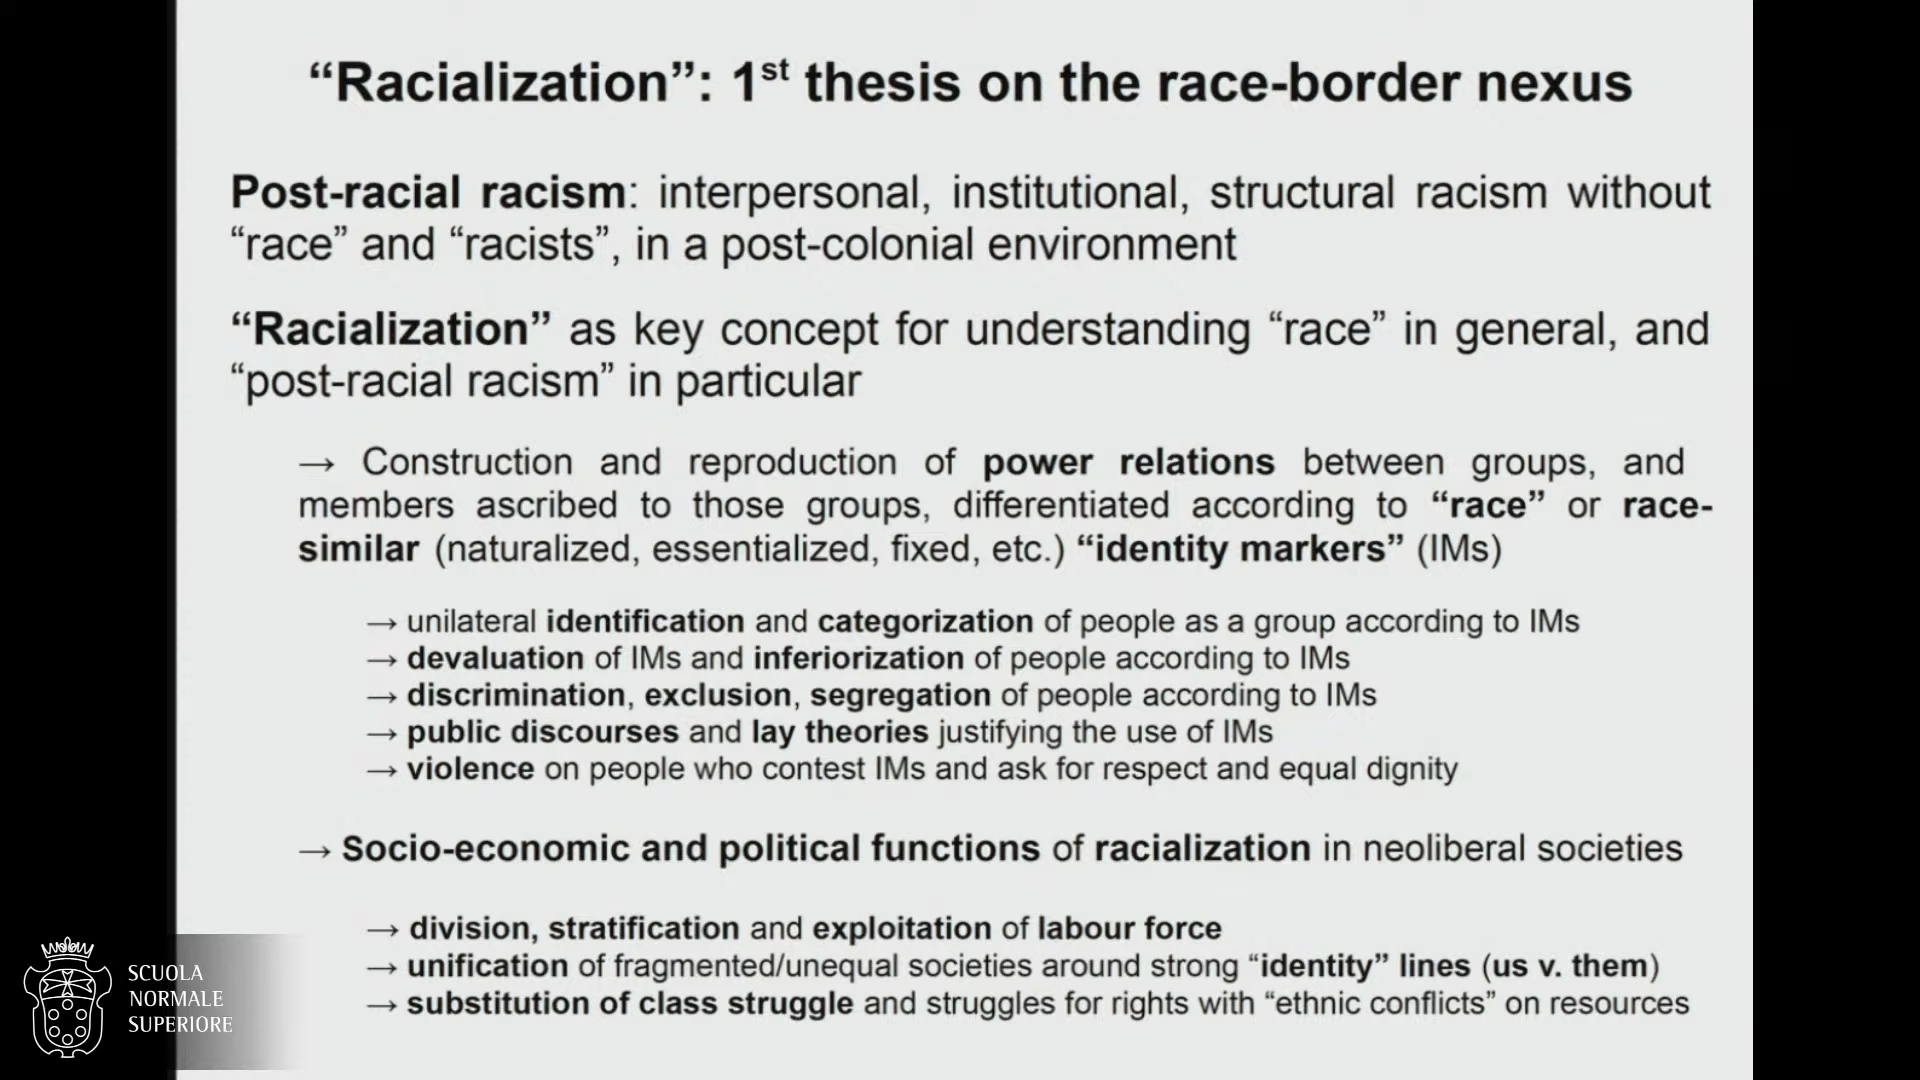 “Racialization”: 1st thesis on the race-border nexus
Post-racial racism: interpersonal, institutional, structural racism without
“race” and “racists”, in a post-colonial environment
“Racialization” as key concept for understanding “race” in general, and
“post-racial racism” in particular
→ Construction and reproduction of power relations between groups, and
members ascribed to those groups, differentiated according to “race” or race-
similar (naturalized, essentialized, fixed, etc.) “identity markers” (IMs)
→ unilateral identification and categorization of people as a group according to IMs
→ devaluation of IMs and inferiorization of people according to IMs
→ discrimination, exclusion, segregation of people according to IMs
→ public discourses and lay theories justifying the use of IMs
→ violence on people who contest IMs and ask for respect and equal dignity
→ Socio-economic and political functions of racialization in neoliberal societies
→ division, stratification and exploitation of labour force
→ unification of fragmented/unequal societies around strong “identity” lines (us v. them)
→ substitution of class struggle and struggles for rights with “ethnic conflicts” on resources
SCUOLA
NORMALE
SUPERIORE